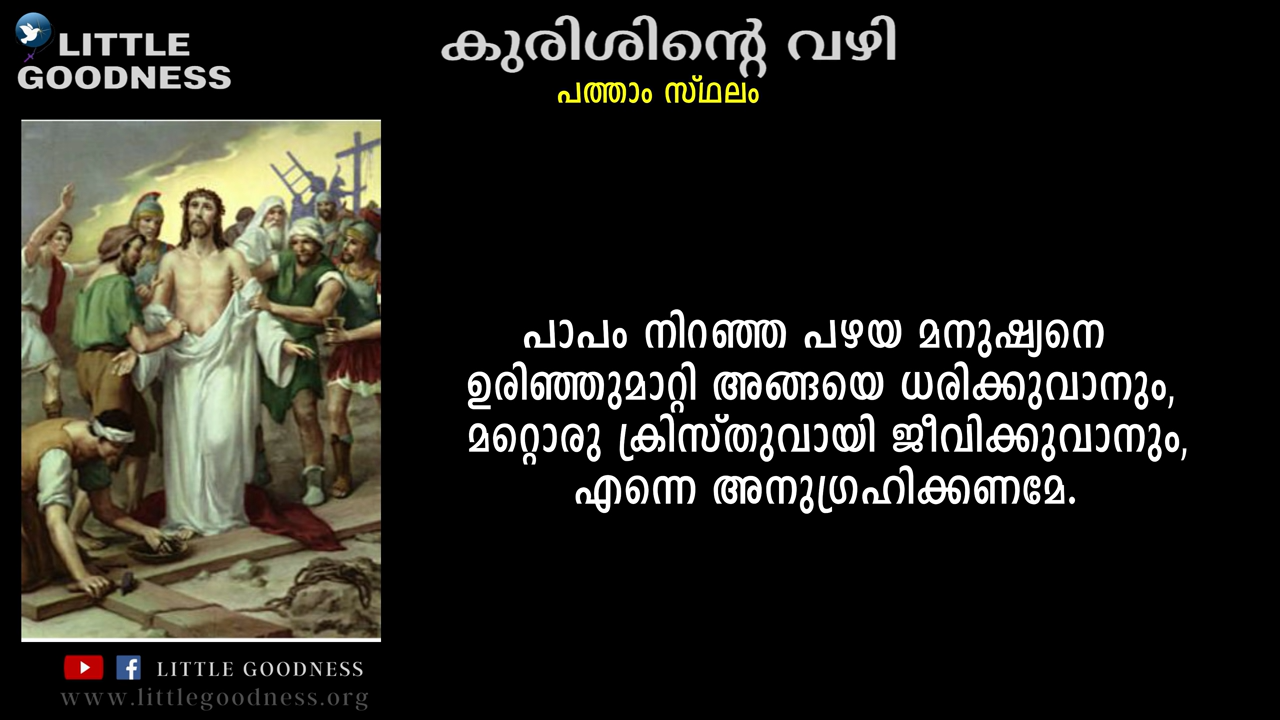 LITTLE
GOODNESS
കുരിശിന്റെ വഴി
പത്താം സ്ഥലം
പാപം നിറഞ്ഞ പഴയ മനുഷ്യനെ
ഉരിഞ്ഞുമാറ്റി അങ്ങയെ ധരിക്കുവാനും,
മറ്റൊരു ക്രിസ്തുവായി ജീവിക്കുവാനും,
എന്നെ അനുഗ്രഹിക്കണമേ.
LITTLE GOODNESS
www.littlegoodness.org